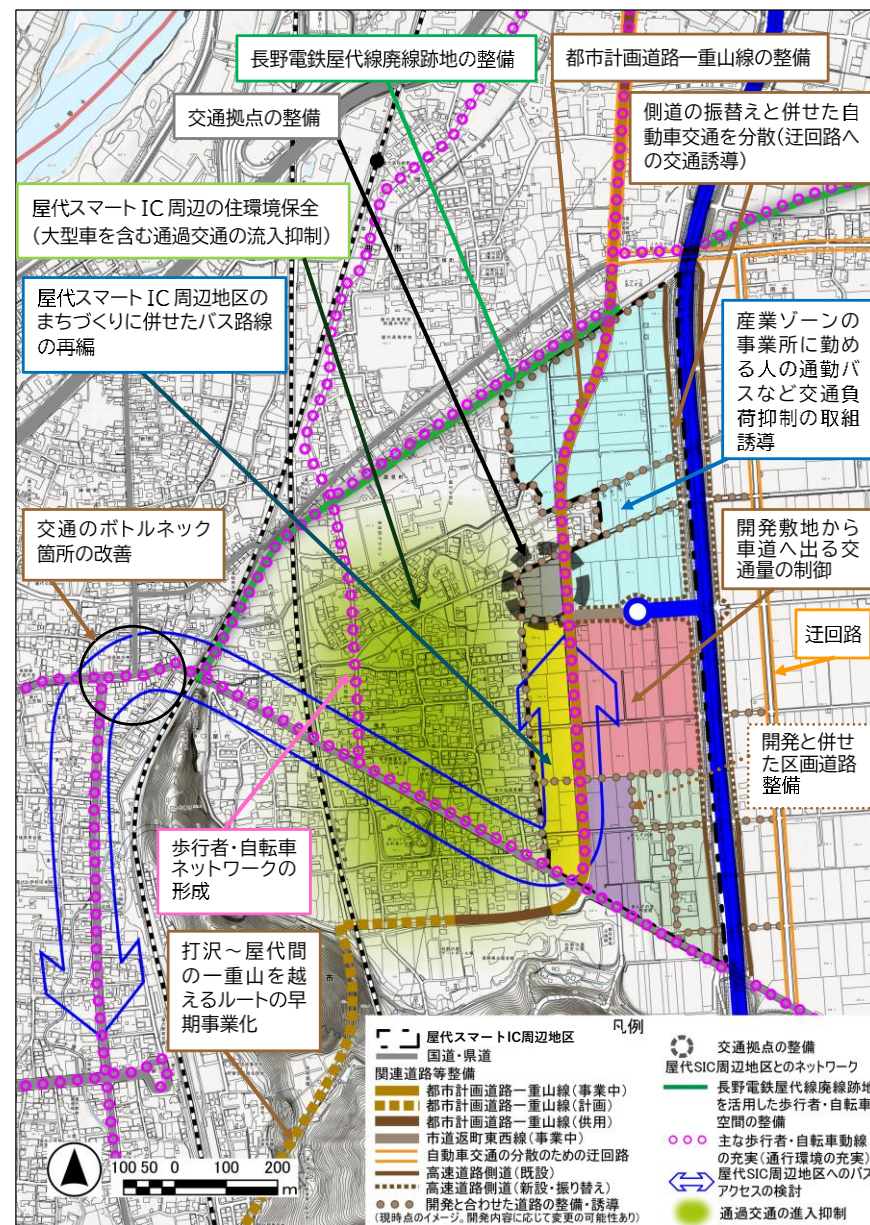 長野電鉄屋代線廃線跡地の整備
都市計画道路一重山線の整備
交通拠点の整備
側道の振替えと併せた自
動車交通を分散(迂回路へ
の交通誘導)
屋代スマート IC 周辺の住環境保全
(大型車を含む通過交通の流入抑制)
屋代スマート IC 周辺地区の
まちづくりに併せたバス路線
の再編
産業ゾーンの
事業所に勤め
る人の通勤バ
スなど交通負
荷抑制の取組
誘導
交通のボトルネック
箇所の改善
開発敷地から
車道へ出る交
通量の制御
迂回路
開発と併せ
た区画道路
整備
歩行者・自転車
ネットワークの
形成
打沢～屋代間
の一重山を越
えるルートの早
期事業化
凡例
屋代スマートIC周辺地区
国道・県道
関連道路等整備
都市計画道路一重山線(事業中)
都市計画道路一重山線(計画)
都市計画道路一重山線(供用)
市道返町東西線(事業中)
自動車交通の分散のための迂回路
高速道路側道(既設)
高速道路側道(新設・振り替え)
開発と合わせた道路の整備・誘導
(現時点のイメージ。開発内容に応じて変更の可能性あり)
交通拠点の整備
屋代SIC周辺地区とのネットワーク
長野電鉄屋代線廃線跡地
を活用した歩行者・自転車
空間の整備
主な歩行者・自転車動線
の充実(通行環境の充実)
屋代SIC周辺地区へのバス
アクセスの検討
通過交通の進入抑制
100 50 0 100 200
m